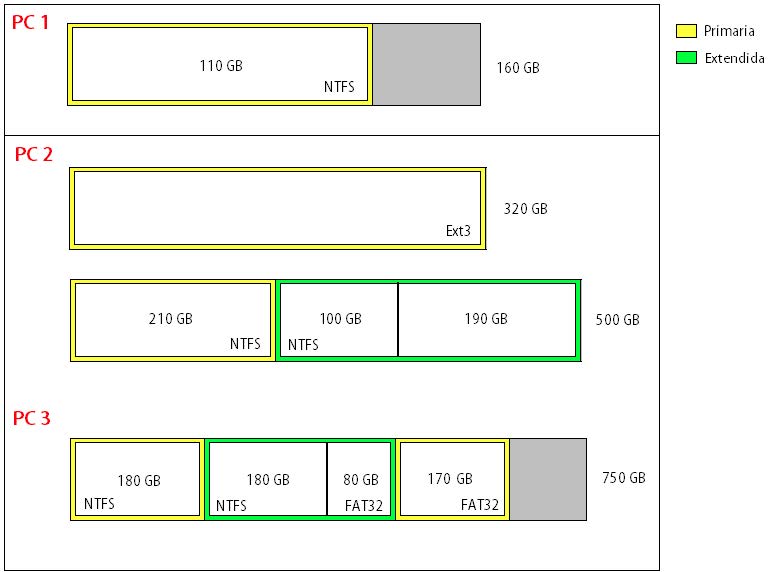 PC 1
Primaria
Extendida
110 GB
160 GB
NTFS
PC 2
320 GB
Ext3
210 GB
100 GB
190 GB
500 GB
NTFS
NTFS
PC 3
180 GB
180 GB
80 GB
170 GB
750 GB
NTFS
NTFS
FAT32
FAT32